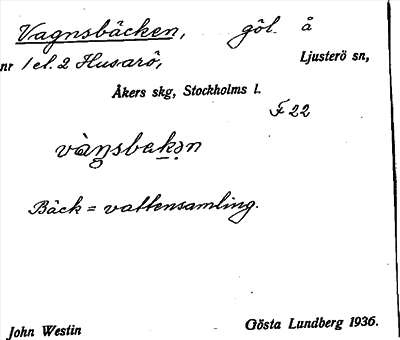 Vagnsbäcken, göl. å
nr 1 el. 2 Husarö, Ljusterö sn,
Åkers skg, Stockholms l.
F 22
Bäck = vattensamling.
John Westin Gösta Lundberg 1936.